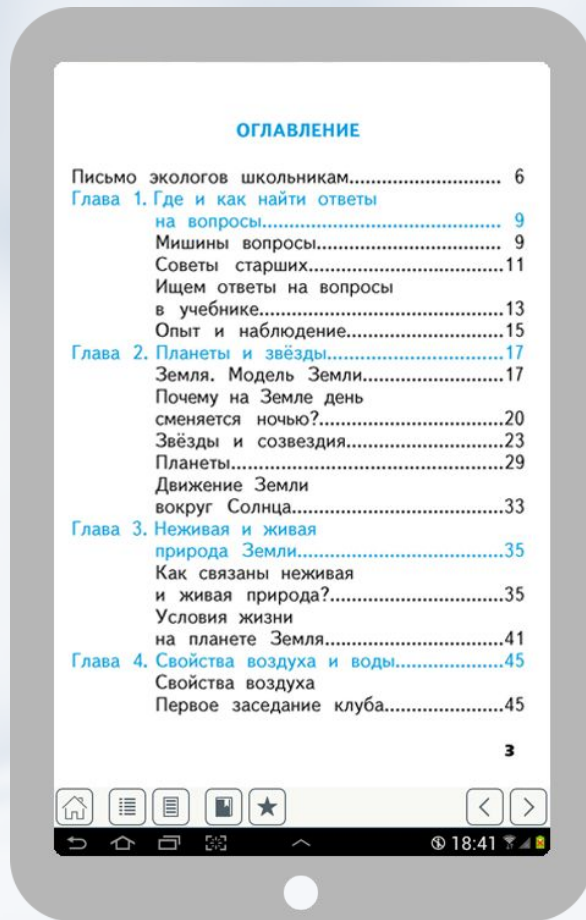 ОГЛАВЛЕНИЕ
Письмо экологов школьникам............................. 6
Глава 1. Где и как найти ответы
на вопросы...................................... 9
Мишины вопросы............................. 9
Советы старших...............................11
Ищем ответы на вопросы
в учебнике.......................................13
Опыт и наблюдение.........................15
Глава 2. Планеты и звёзды............................17
Земля. Модель Земли......................17
Почему на Земле день
сменяется ночью?.............................20
Звёзды и созвездия.........................23
Планеты...........................................29
Движение Земли
вокруг Солнца.................................33
Глава 3. Неживая и живая
природа Земли.................................35
Как связаны неживая
и живая природа?...........................35
Условия жизни
на планете Земля............................41
Глава 4. Свойства воздуха и воды.................45
Свойства воздуха
Первое заседание клуба...................45
3
18:41